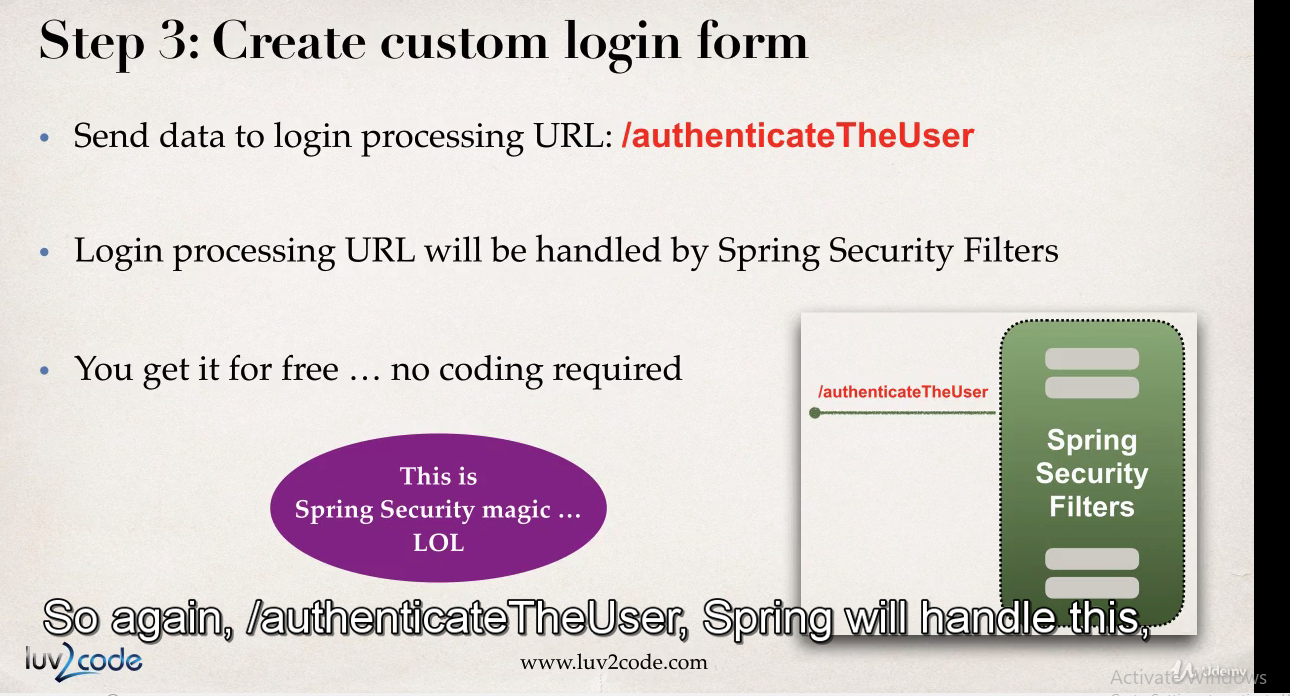 Step 3: Create custom login form
• Send data to login processing URL: /authenticateTheUser
• Login processing URL will be handled by Spring Security Filters
• You get it for free … no coding required
/authenticateTheUser
Spring
Security
Filters
This is
Spring Security magic …
LOL
So again, /authenticateTheUser, Spring will handle this,
luv2code
www.luv2code.com
Activate Windows
Udemy